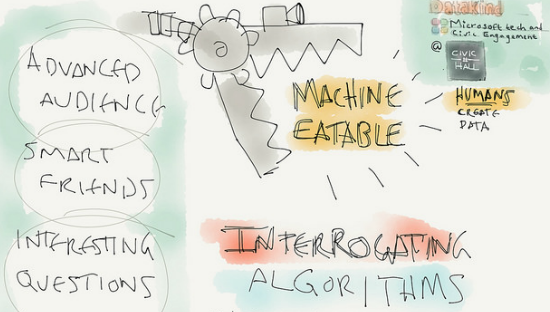 ADVANCED
AUDIENCE
SMART
FRIENDS
INTERESTING
QUESTIONS
MACHINE
EATABLE
INTERROGATING
ALGORITHMS
DataKind
Microsoft tech and
Civic Engagement
@
CIVIC
HALL
HUMANS
CREATE
DATA